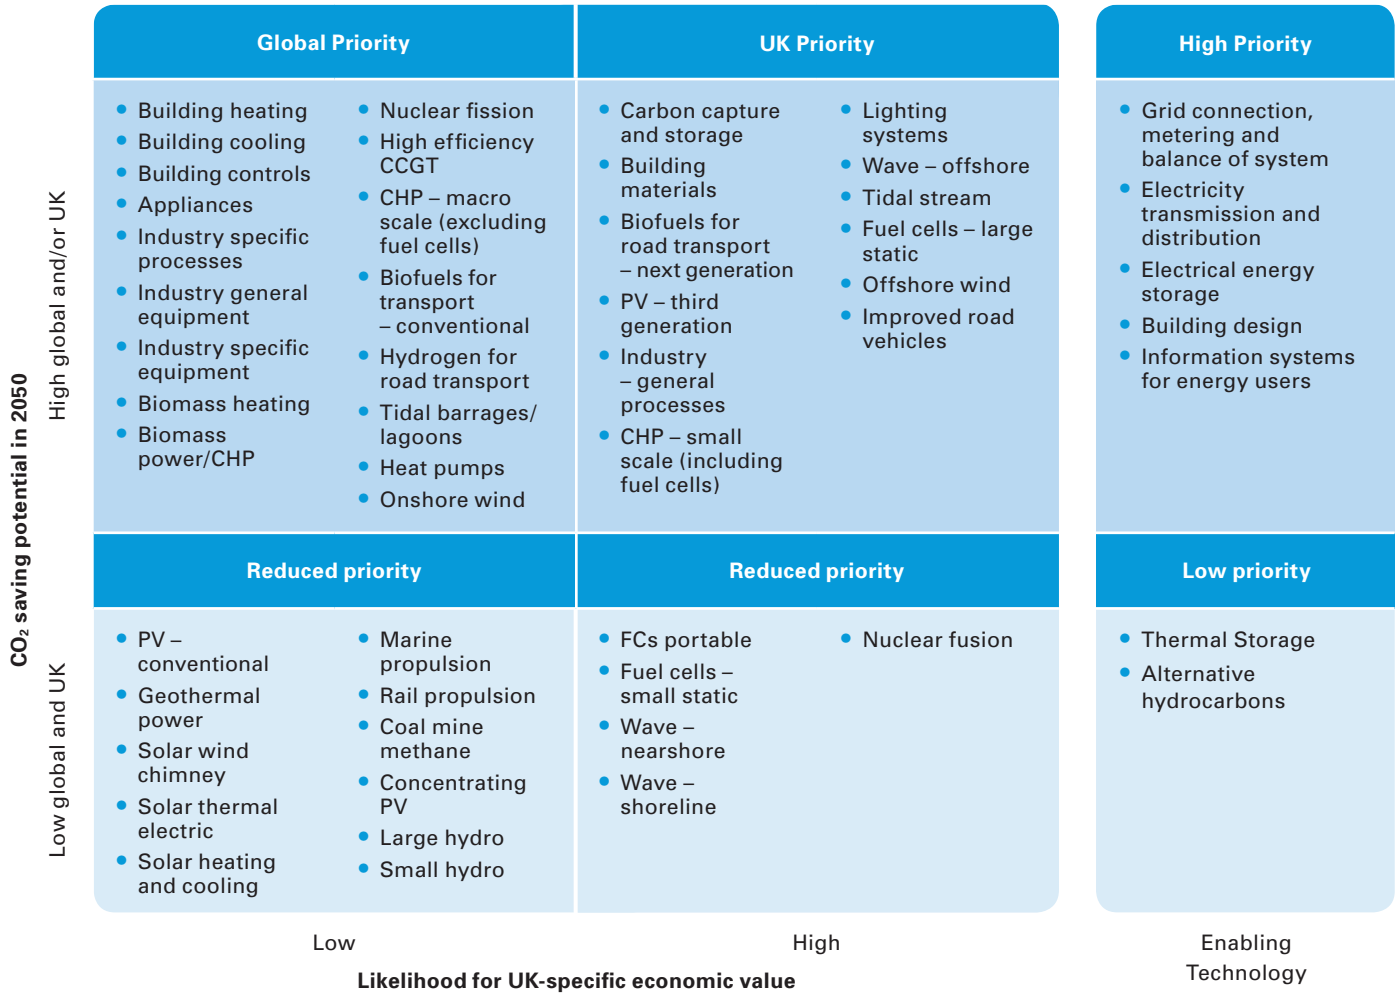 Global Priority
UK Priority
High Priority
Building heating
Building cooling
Building controls
Appliances
Industry specific
processes
Industry general
equipment
Industry specific
equipment
Biomass heating
Biomass
power/CHP
Nuclear fission
High efficiency
CCGT
CHP – macro
scale (excluding
fuel cells)
Biofuels for
transport
– conventional
Hydrogen for
road transport
Tidal barrages/
lagoons
Heat pumps
Onshore wind
Carbon capture
and storage
Building
materials
Biofuels for
road transport
– next generation
PV – third
generation
Industry
– general
processes
CHP – small
scale (including
fuel cells)
Lighting
systems
Wave – offshore
Tidal stream
Fuel cells – large
static
Offshore wind
Improved road
vehicles
Grid connection,
metering and
balance of system
Electricity
transmission and
distribution
Electrical energy
storage
Building design
Information systems
for energy users
Reduced priority
Reduced priority
Low priority
PV –
conventional
Geothermal
power
Solar wind
chimney
Solar thermal
electric
Solar heating
and cooling
Marine
propulsion
Rail propulsion
Coal mine
methane
Concentrating
PV
Large hydro
Small hydro
FCs portable
Fuel cells –
small static
Wave –
nearshore
Wave –
shoreline
Nuclear fusion
Thermal Storage
Alternative
hydrocarbons
CO₂ saving potential in 2050
High global and/or UK
Low global and UK
Low
High
Enabling
Technology
Likelihood for UK-specific economic value